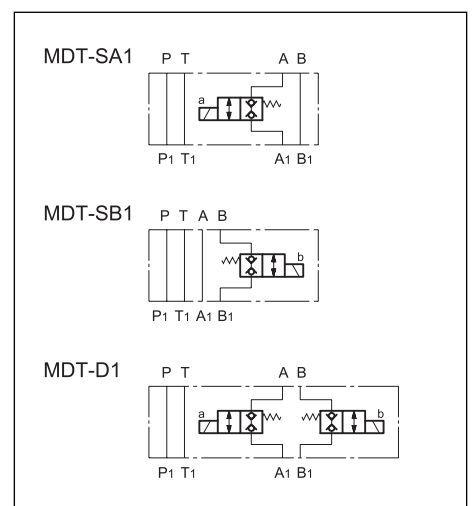 MDT-SA1
P T A B
a
P1 T1 A1 B1
MDT-SB1
P T A B
b
P1 T1 A1 B1
MDT-D1
P T A B
a b
P1 T1 A1 B1